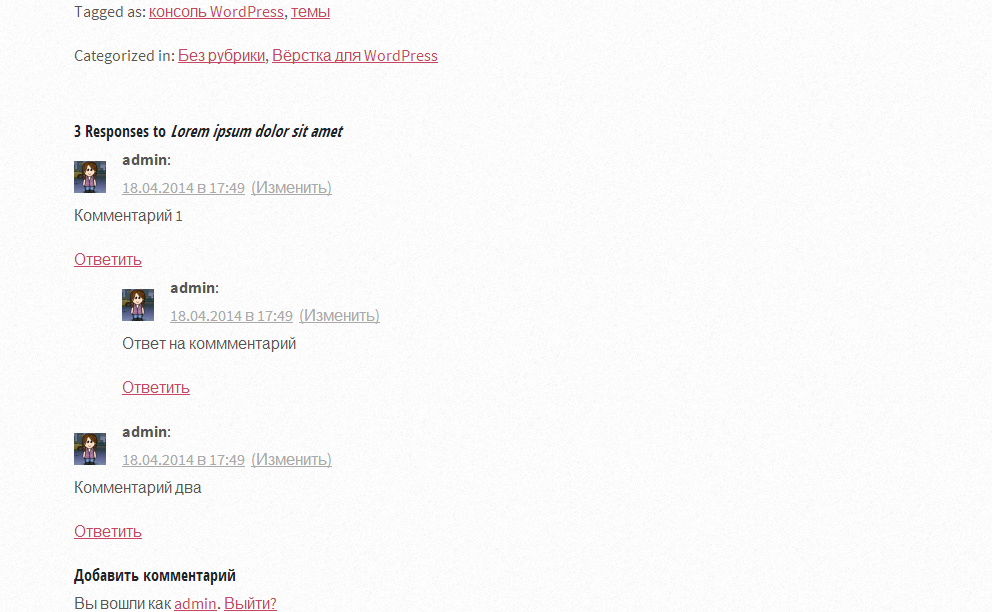 Tagged as: консоль WordPress, темы
Categorized in: Без рубрики, Вёрстка для WordPress
3 Responses to Lorem ipsum dolor sit amet
admin:
18.04.2014 в 17:49 (Изменить)
Комментарий 1
Ответить
admin:
18.04.2014 в 17:49 (Изменить)
Ответ на коммментарий
Ответить
admin:
18.04.2014 в 17:49 (Изменить)
Комментарий два
Ответить
Добавить комментарий
Вы вошли как admin. Выйти?